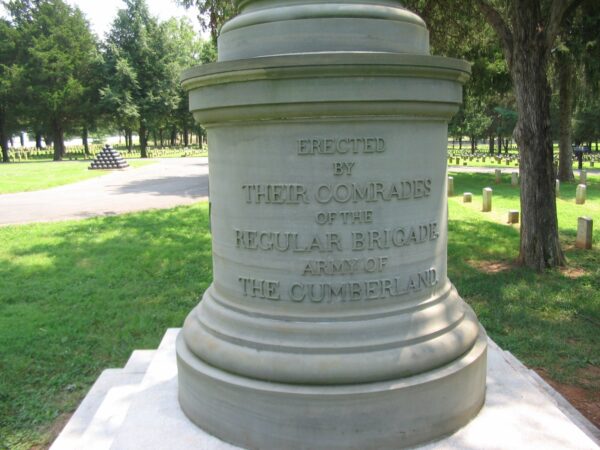 ERECTED
BY
THEIR COMRADES
OF THE
REGULAR BRIGADE,
ARMY OF
THE CUMBERLAND.